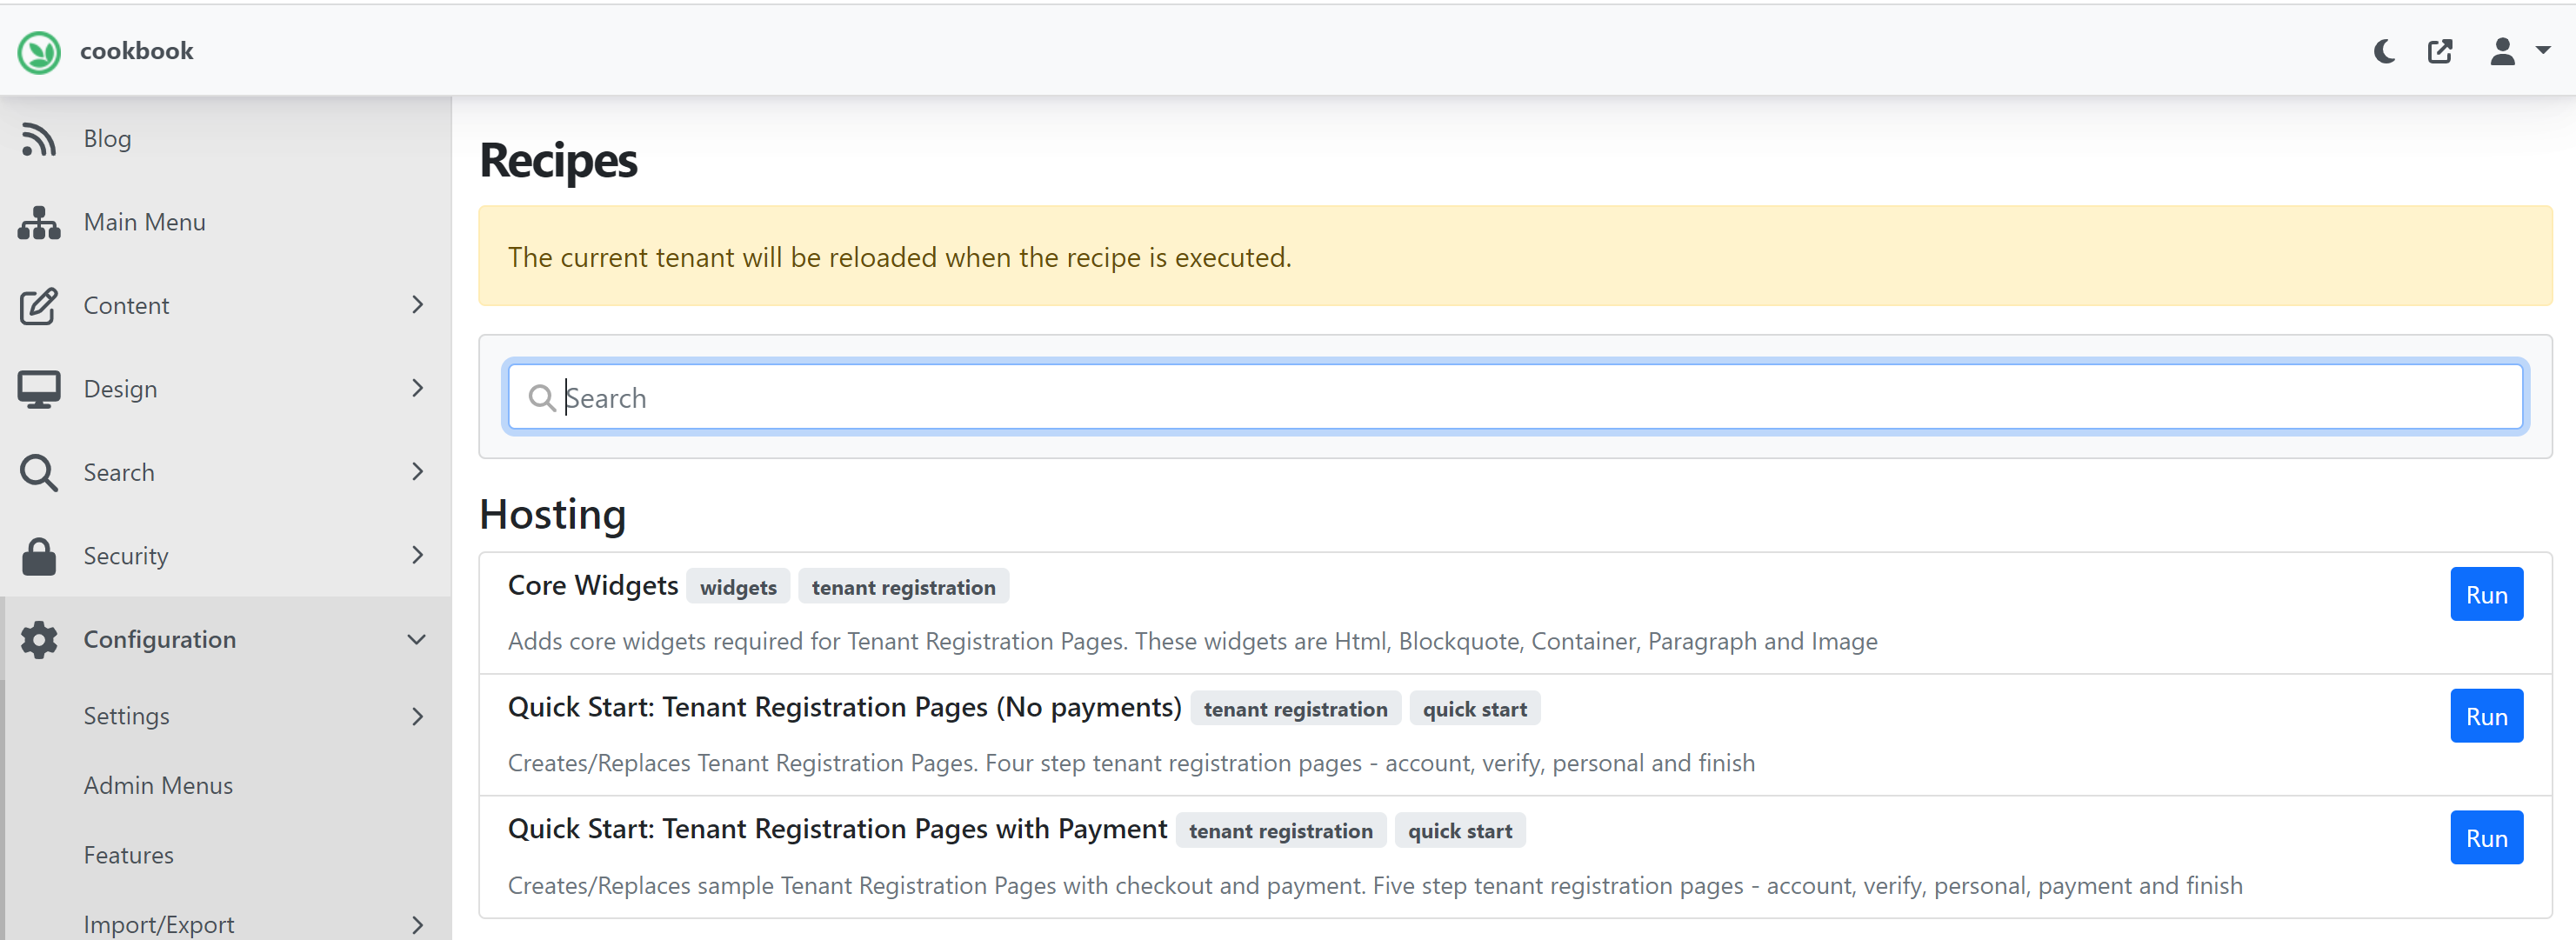 cookbook
Blog
Main Menu
Content
Design
Search
Security
Configuration
Settings
Admin Menus
Features
Import/Export
Recipes
The current tenant will be reloaded when the recipe is executed.
Search
Hosting
Core Widgets widgets tenant registration
Run
Adds core widgets required for Tenant Registration Pages. These widgets are Html, Blockquote, Container, Paragraph and Image
Quick Start: Tenant Registration Pages (No payments) tenant registration quick start
Run
Creates/Replaces Tenant Registration Pages. Four step tenant registration pages - account, verify, personal and finish
Quick Start: Tenant Registration Pages with Payment tenant registration quick start
Run
Creates/Replaces sample Tenant Registration Pages with checkout and payment. Five step tenant registration pages - account, verify, personal, payment and finish